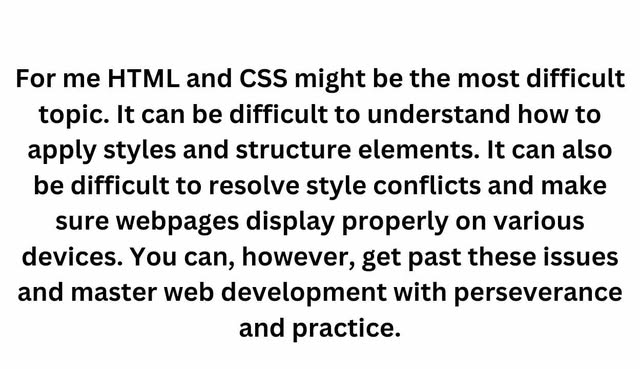 For me HTML and CSS might be the most difficult
topic. It can be difficult to understand how to
apply styles and structure elements. It can also
be difficult to resolve style conflicts and make
sure webpages display properly on various
devices. You can, however, get past these issues
and master web development with perseverance
and practice.